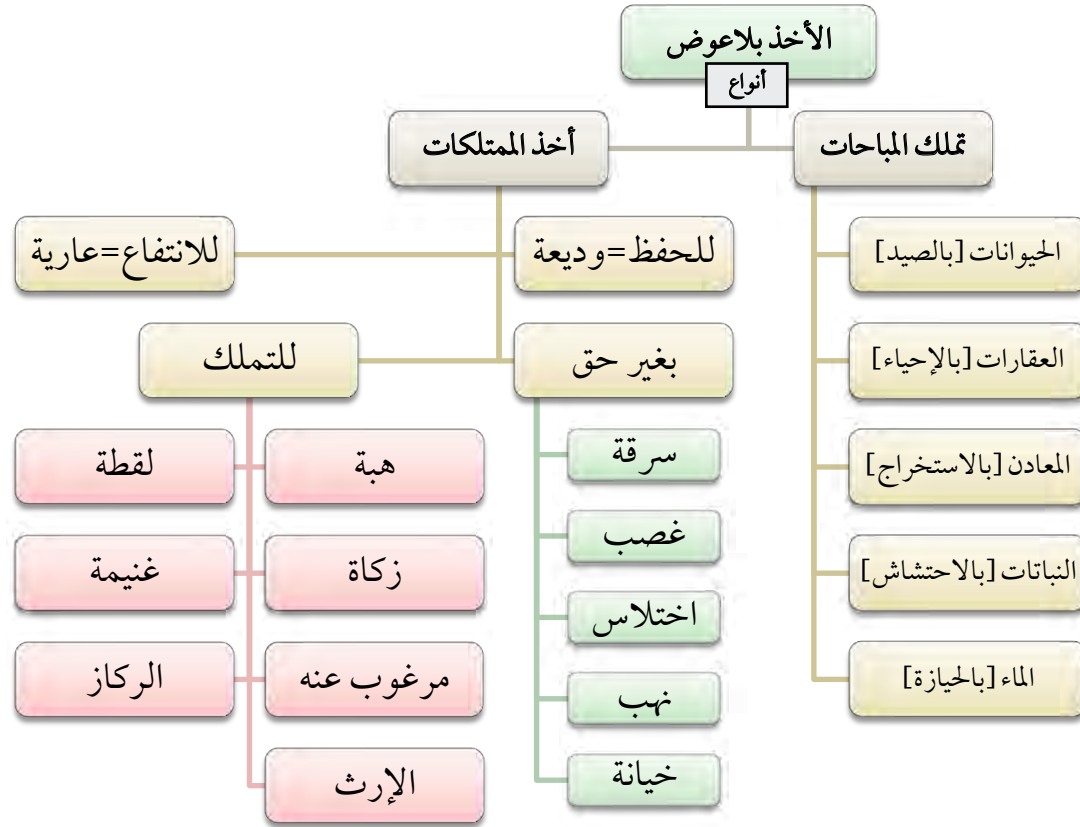 الأخذ بلاعوض
أنواع
تملك المباحات
أخذ الممتلكات
الحيوانات [بالصيد]
العقارات [بالإحياء]
المعادن [بالاستخراج]
النباتات [بالاحتشاش]
الماء [بالحيازة]
للحفظ=وديعة
للانتفاع=عارية
بغير حق
للتملك
سرقة
غصب
اختلاس
نهب
خيانة
هبة
لقطة
زكاة
غنيمة
مرغوب عنه
الركاز
الإرث